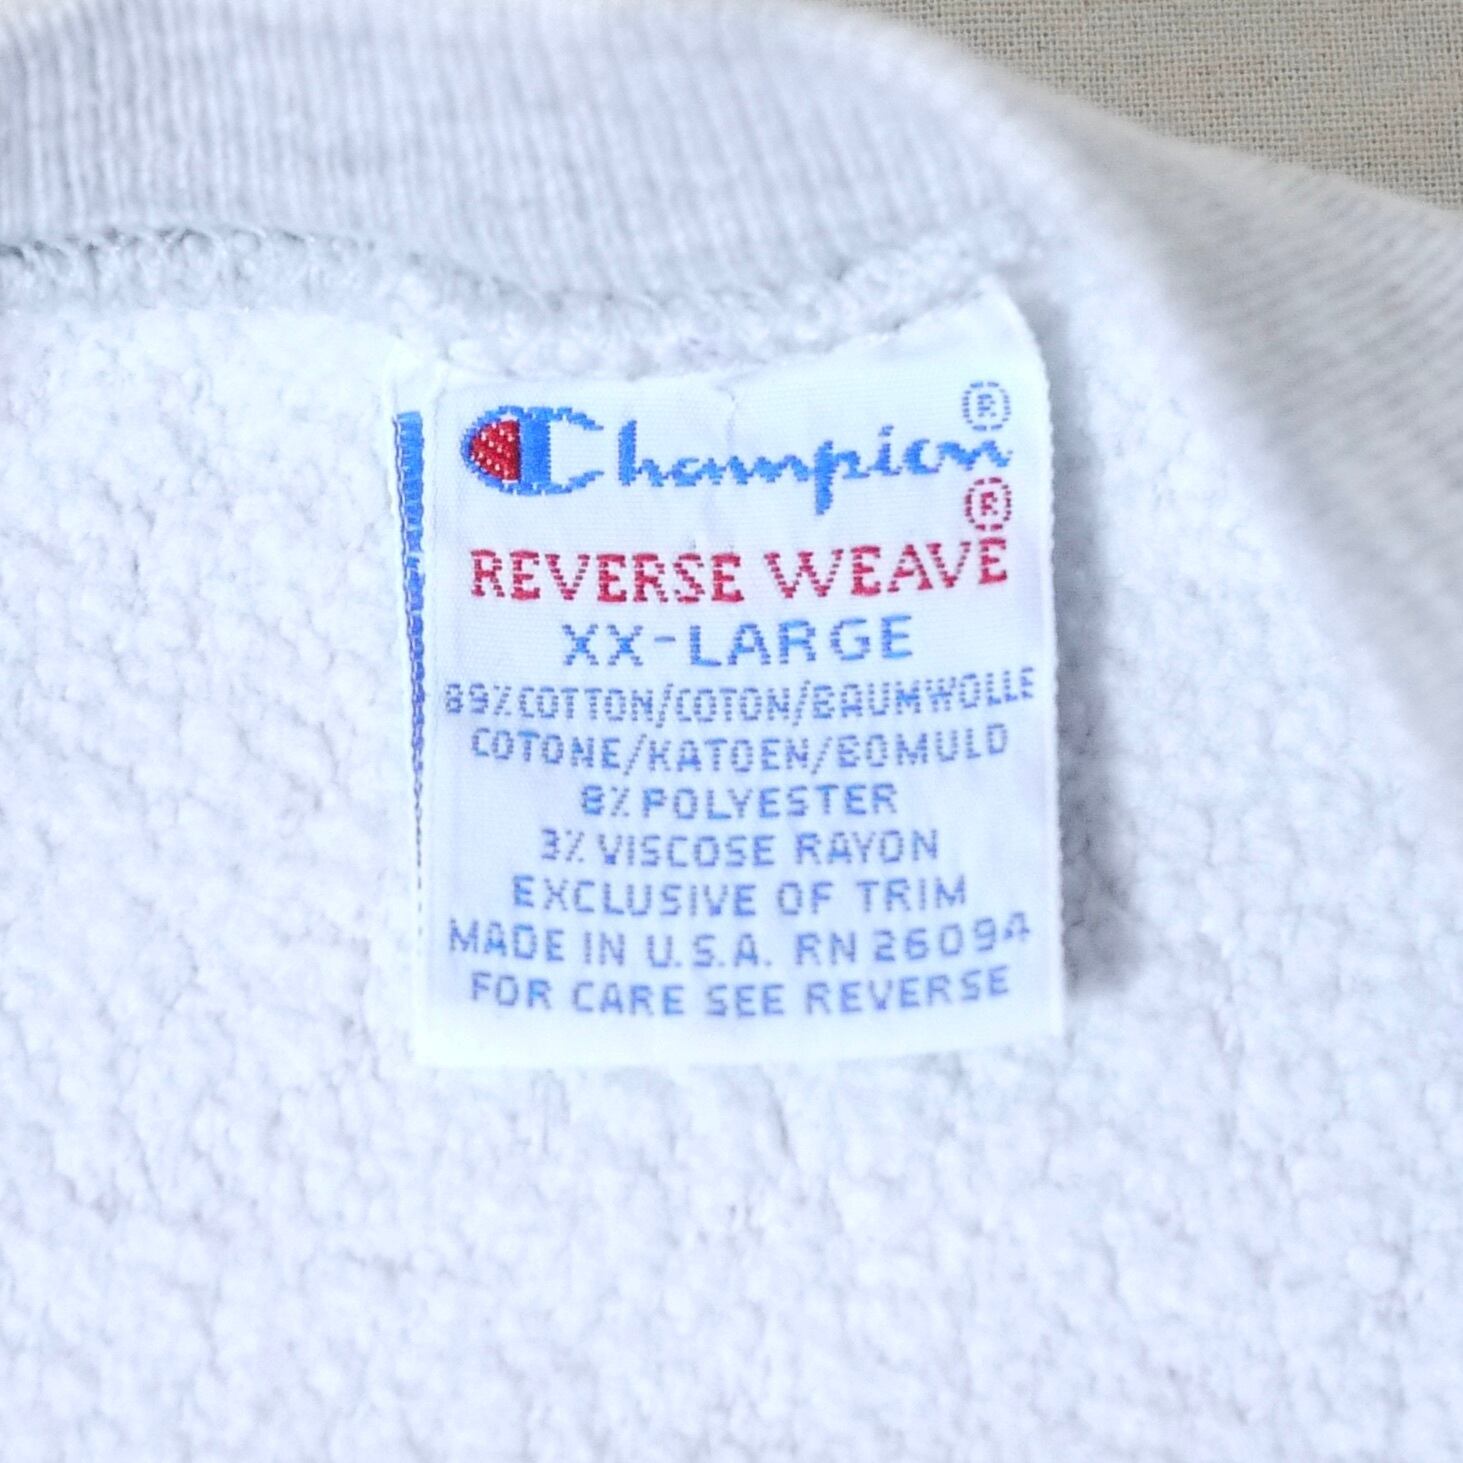 Champion®
REVERSE WEAVE®
XX-LARGE
89% COTTON/COTON/BAUMWOLLE
COTONE/KATOEN/BOMULD
8% POLYESTER
3% VISCOSE RAYON
EXCLUSIVE OF TRIM
MADE IN U.S.A. RN 26094
FOR CARE SEE REVERSE